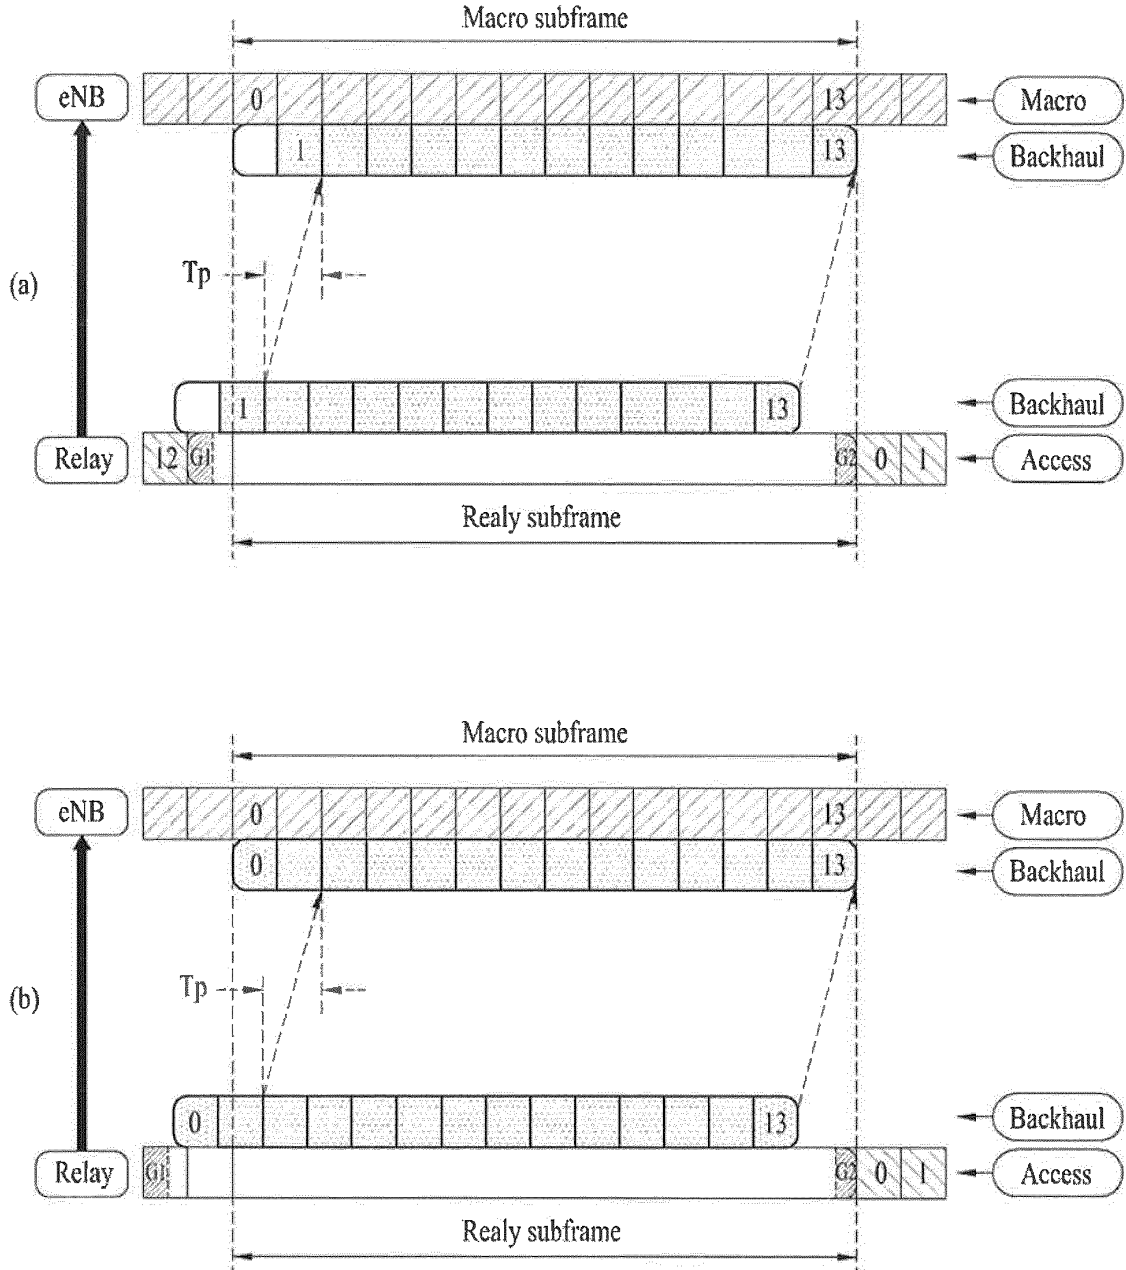 Macro subframe
eNB
0
13
Macro
1
13
Backhaul
(a)
Tp
1
13
Backhaul
Relay
12
G1
G2
0
1
Access
Realy subframe
Macro subframe
eNB
0
13
Macro
0
13
Backhaul
(b)
Tp
0
13
Backhaul
Relay
G1
G2
0
1
Access
Realy subframe